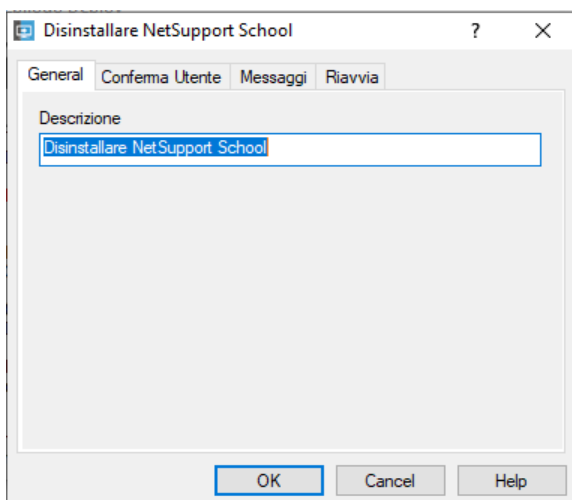 Disinstallare NetSupport School ?
General Conferma Utente Messaggi Riavvia
Descrizione
Disinstallare NetSupport School
OK Cancel Help